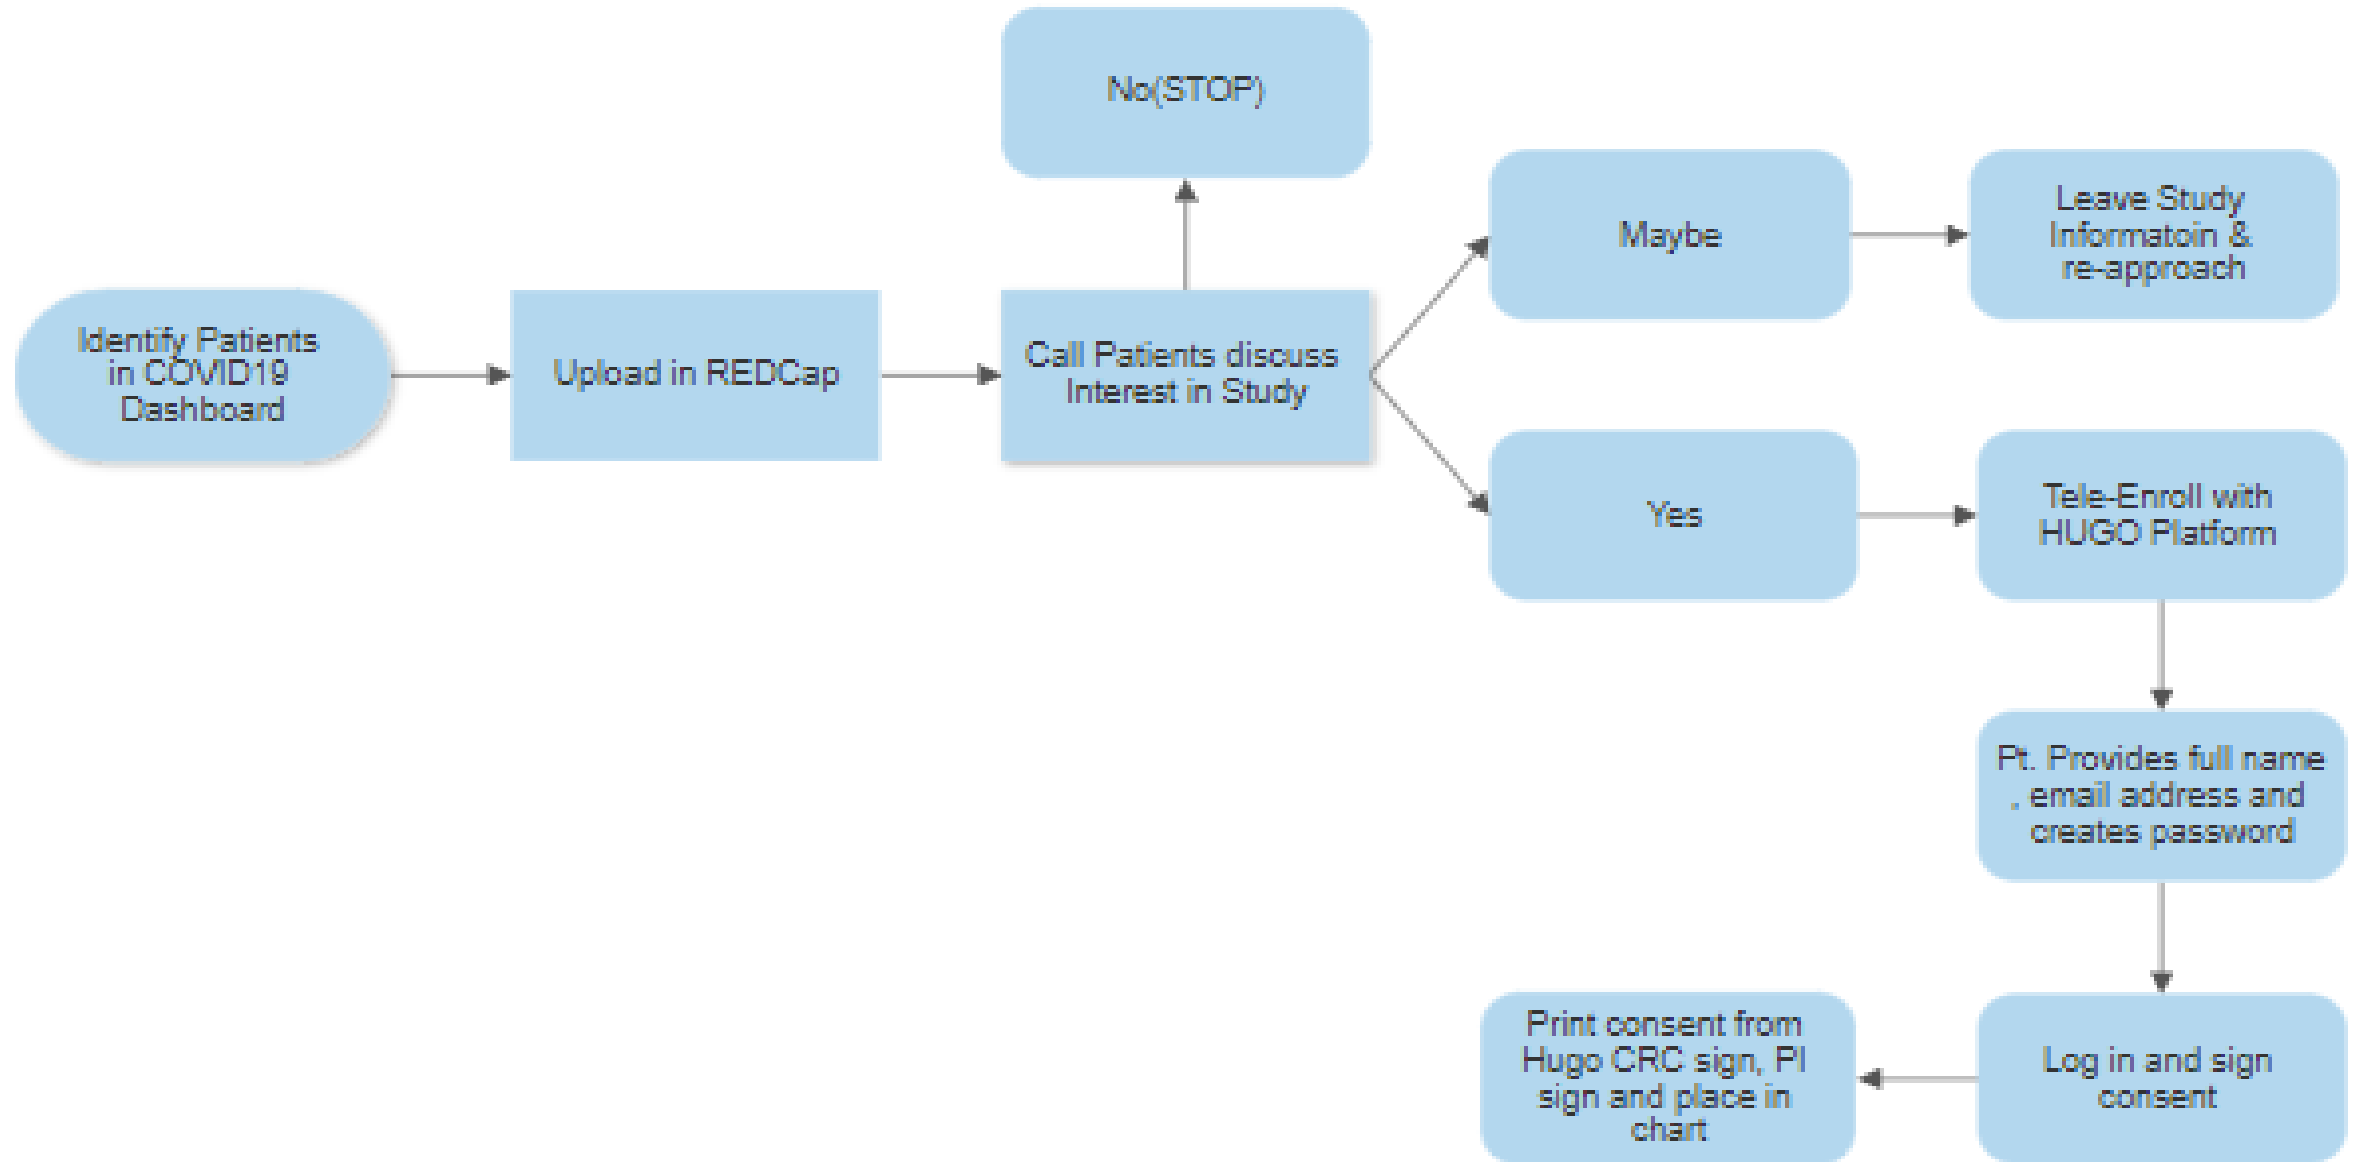 No(STOP)
Maybe
Leave Study
Informatoin &
re-approach
Identify Patients
in COVID19
Dashboard
Upload in REDCap
Call Patients discuss
Interest in Study
Yes
Tele-Enroll with
HUGO Platform
Pt. Provides full name
, email address and
creates password
Log in and sign
consent
Print consent from
Hugo CRC sign, PI
sign and place in
chart